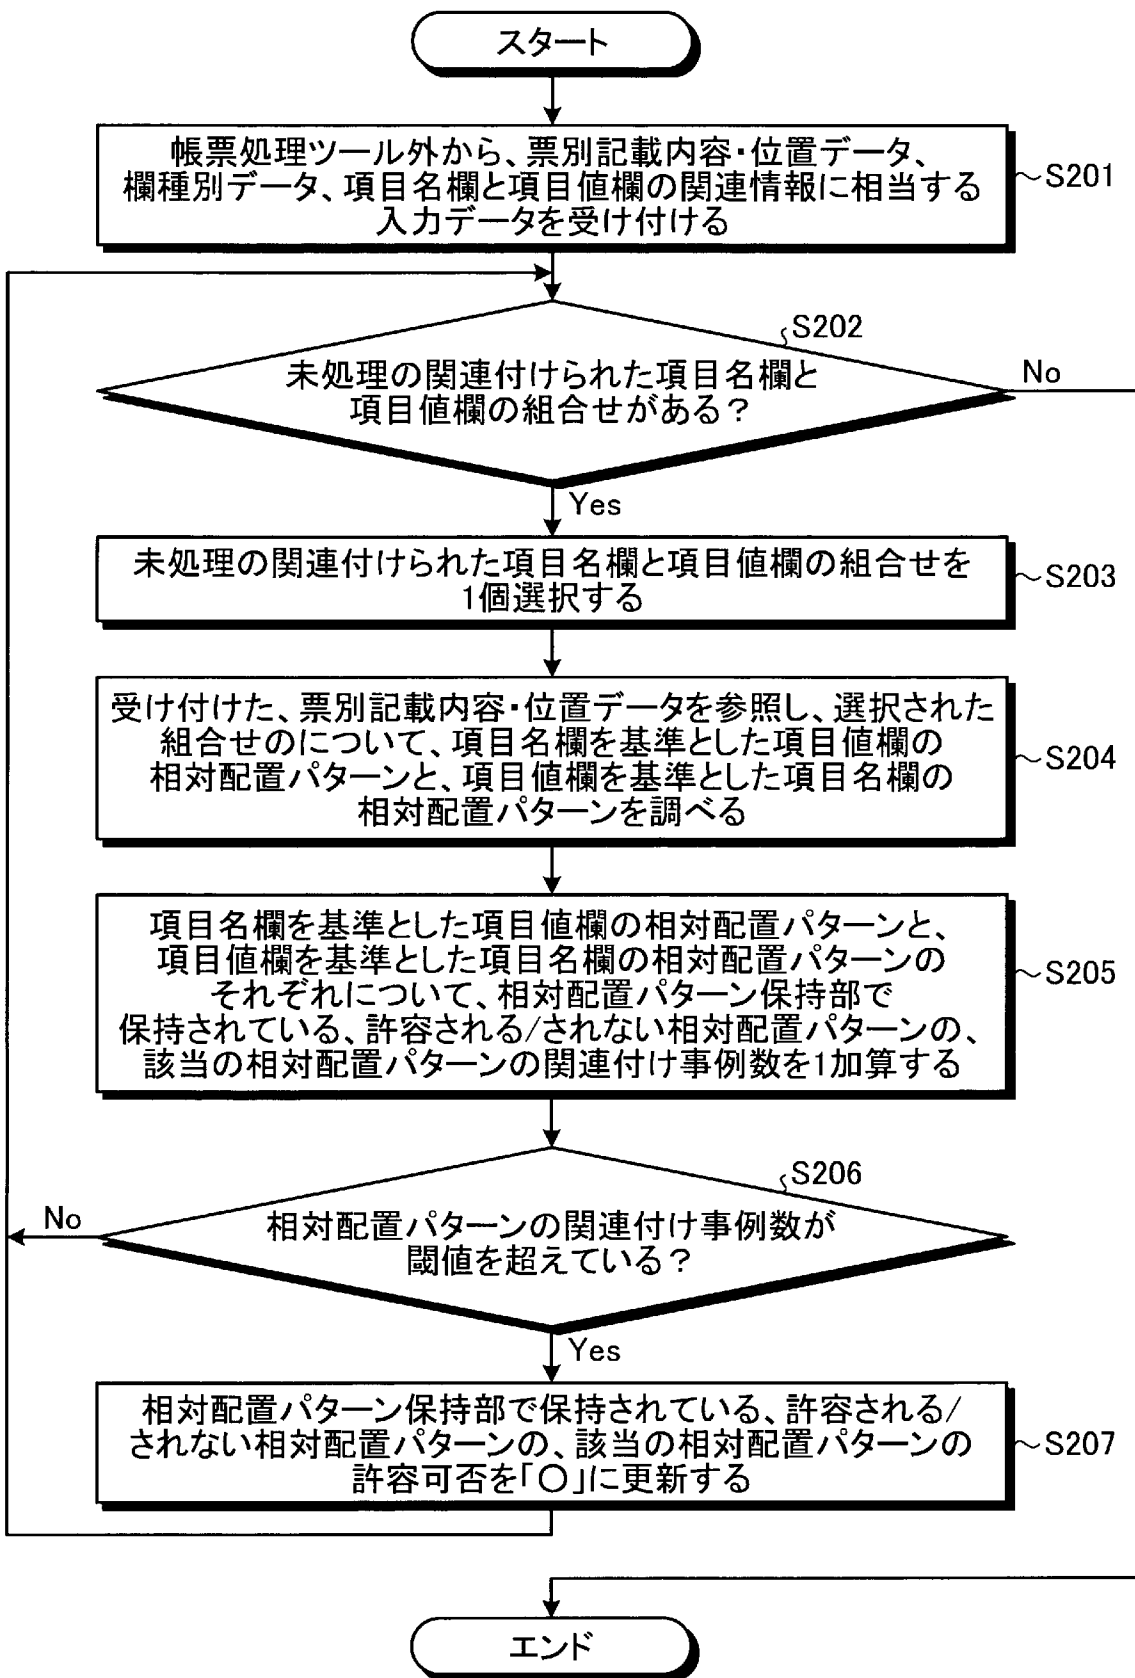 スタート
帳票処理ツール外から、票別記載内容・位置データ、
欄種別データ、項目名欄と項目値欄の関連情報に相当する
入力データを受け付ける
S201
S202
未処理の関連付けられた項目名欄と
項目値欄の組合せがある？
No
Yes
未処理の関連付けられた項目名欄と項目値欄の組合せを
1個選択する
S203
受け付けた、票別記載内容・位置データを参照し、選択された
組合せのについて、項目名欄を基準とした項目値欄の
相対配置パターンと、項目値欄を基準とした項目名欄の
相対配置パターンを調べる
S204
項目名欄を基準とした項目値欄の相対配置パターンと、
項目値欄を基準とした項目名欄の相対配置パターンの
それぞれについて、相対配置パターン保持部で
保持されている、許容される/されない相対配置パターンの、
該当の相対配置パターンの関連付け事例数を1加算する
S205
S206
No
相対配置パターンの関連付け事例数が
閾値を超えている？
Yes
相対配置パターン保持部で保持されている、許容される/
されない相対配置パターンの、該当の相対配置パターンの
許容可否を「○」に更新する
S207
エンド